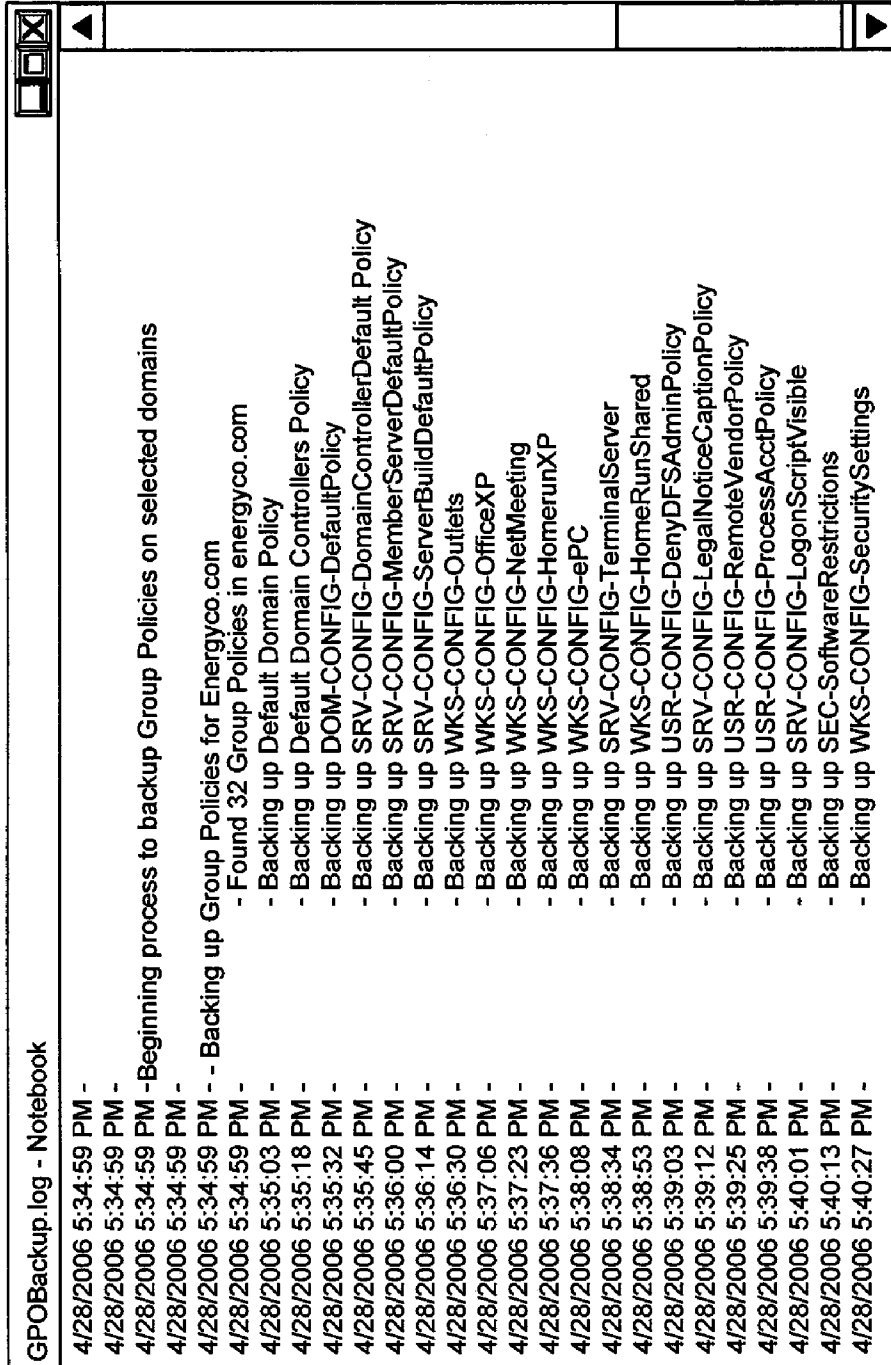 GPOBackup.log - Notebook
4/28/2006 5:34:59 PM -
4/28/2006 5:34:59 PM -
4/28/2006 5:34:59 PM -Beginning process to backup Group Policies on selected domains
4/28/2006 5:34:59 PM -
4/28/2006 5:34:59 PM - - Backing up Group Policies for Energyco.com
4/28/2006 5:34:59 PM - - Found 32 Group Policies in energyco.com
4/28/2006 5:35:03 PM - - Backing up Default Domain Policy
4/28/2006 5:35:18 PM - - Backing up Default Domain Controllers Policy
4/28/2006 5:35:32 PM - - Backing up DOM-CONFIG-DefaultPolicy
4/28/2006 5:35:45 PM - - Backing up SRV-CONFIG-DomainControllerDefault Policy
4/28/2006 5:36:00 PM - - Backing up SRV-CONFIG-MemberServerDefaultPolicy
4/28/2006 5:36:14 PM - - Backing up SRV-CONFIG-ServerBuildDefaultPolicy
4/28/2006 5:36:30 PM - - Backing up WKS-CONFIG-Outlets
4/28/2006 5:37:06 PM - - Backing up WKS-CONFIG-OfficeXP
4/28/2006 5:37:23 PM - - Backing up WKS-CONFIG-NetMeeting
4/28/2006 5:37:36 PM - - Backing up WKS-CONFIG-HomerunXP
4/28/2006 5:38:08 PM - - Backing up WKS-CONFIG-ePC
4/28/2006 5:38:34 PM - - Backing up SRV-CONFIG-TerminalServer
4/28/2006 5:38:53 PM - - Backing up WKS-CONFIG-HomeRunShared
4/28/2006 5:39:03 PM - - Backing up USR-CONFIG-DenyDFSAdminPolicy
4/28/2006 5:39:12 PM - - Backing up SRV-CONFIG-LegalNoticeCaptionPolicy
4/28/2006 5:39:25 PM - - Backing up USR-CONFIG-RemoteVendorPolicy
4/28/2006 5:39:38 PM - - Backing up USR-CONFIG-ProcessAcctPolicy
4/28/2006 5:40:01 PM - - Backing up SRV-CONFIG-LogonScriptVisible
4/28/2006 5:40:13 PM - - Backing up SEC-SoftwareRestrictions
4/28/2006 5:40:27 PM - - Backing up WKS-CONFIG-SecuritySettings